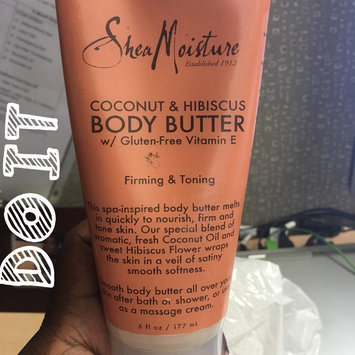 SheaMoisture
Established 1912
COCONUT & HIBISCUS
BODY BUTTER
w/ Gluten-Free Vitamin E
Firming & Toning
This spa-inspired body butter melts
in quickly to nourish, firm and
tone skin. Our special blend of
aromatic, fresh Coconut Oil and
sweet Hibiscus Flower wraps
the skin in a veil of satiny
smooth softness.
Smooth body butter all over
after bath or shower, or
as a massage cream.
6 fl oz / 177 mL
DO IT